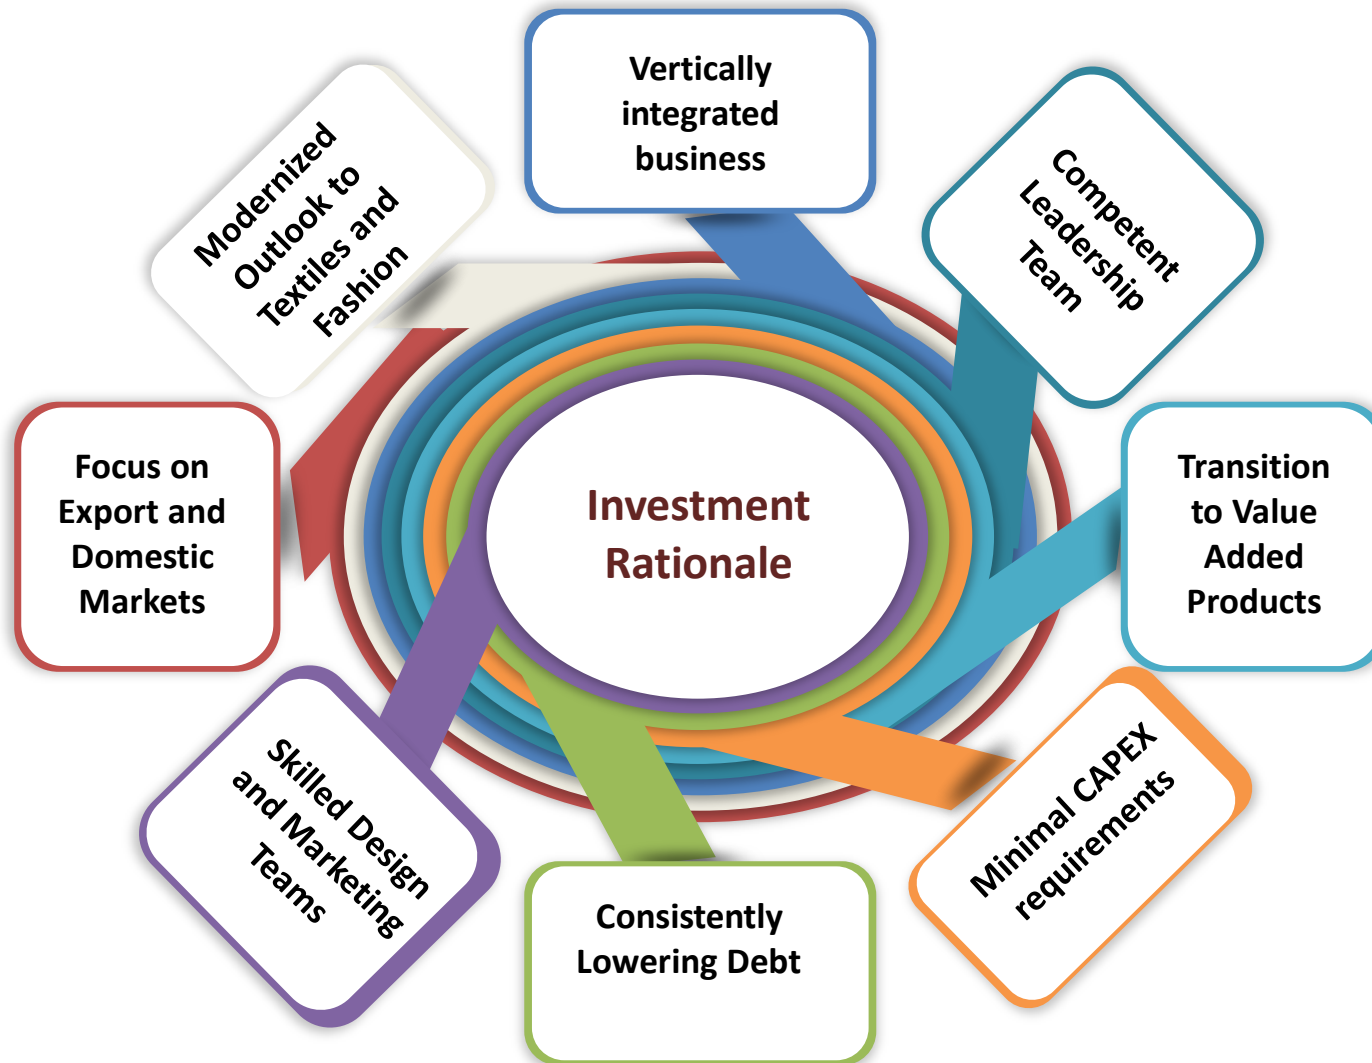 Vertically
integrated
business
Competent
Leadership
Team
Transition
to Value
Added
Products
Minimal CAPEX
requirements
Consistently
Lowering Debt
Skilled Design
and Marketing
Teams
Focus on
Export and
Domestic
Markets
Modernized
Outlook to
Textiles and
Fashion
Investment
Rationale